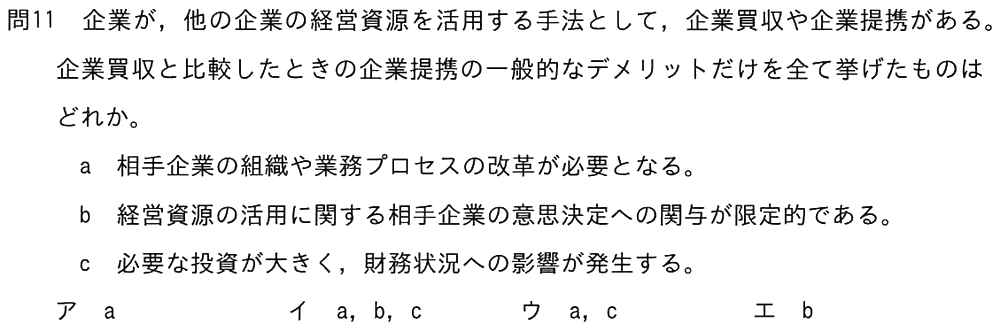 問11　企業が，他の企業の経営資源を活用する手法として，企業買収や企業提携がある。
企業買収と比較したときの企業提携の一般的なデメリットだけを全て挙げたものは
どれか。
a　相手企業の組織や業務プロセスの改革が必要となる。
b　経営資源の活用に関する相手企業の意思決定への関与が限定的である。
c　必要な投資が大きく，財務状況への影響が発生する。
ア　a　イ　a，b，c　ウ　a，c　エ　b